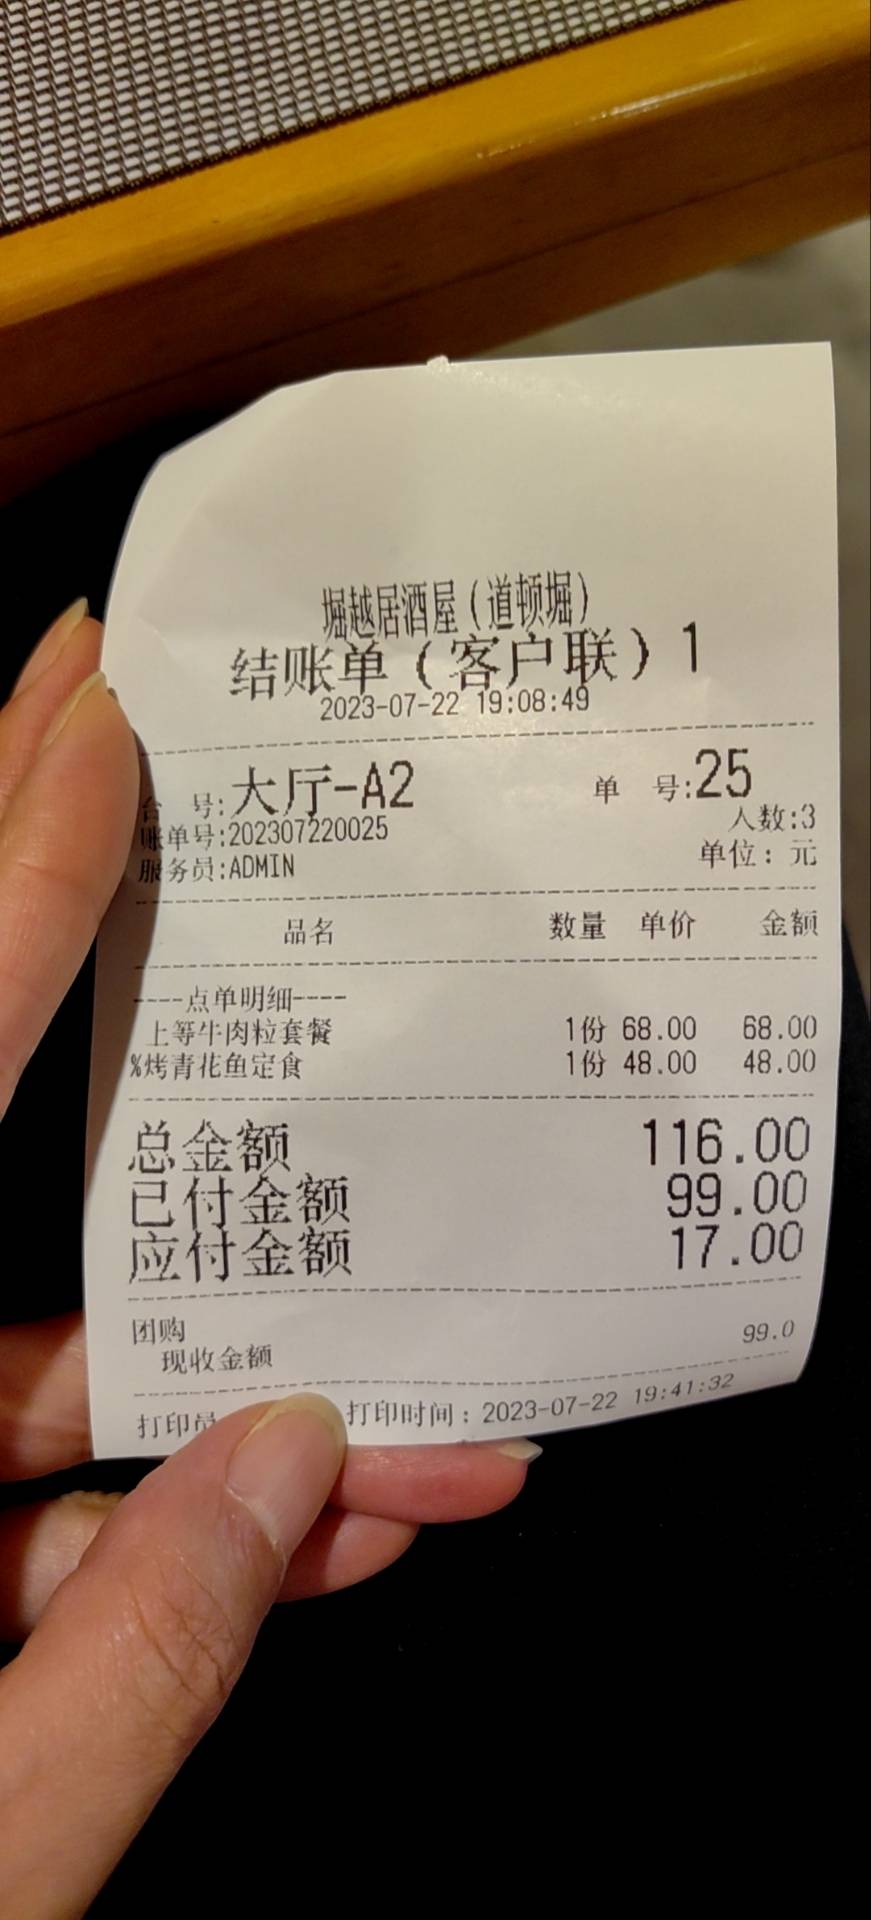 堀越居酒屋(道顿堀)
结账单(客户联)1
2023-07-22 19:08:49
台 号:大厅-A2 单 号:25
人数:3
账单号:202307220025
单位: 元
服务员:ADMIN
品名 数量 单价 金额
----点单明细----
上等牛肉粒套餐 1份 68.00 68.00
%烤青花鱼定食 1份 48.00 48.00
总金额 116.00
已付金额 99.00
应付金额 17.00
团购
现收金额 99.0
打印员 打印时间:2023-07-22 19:41:32